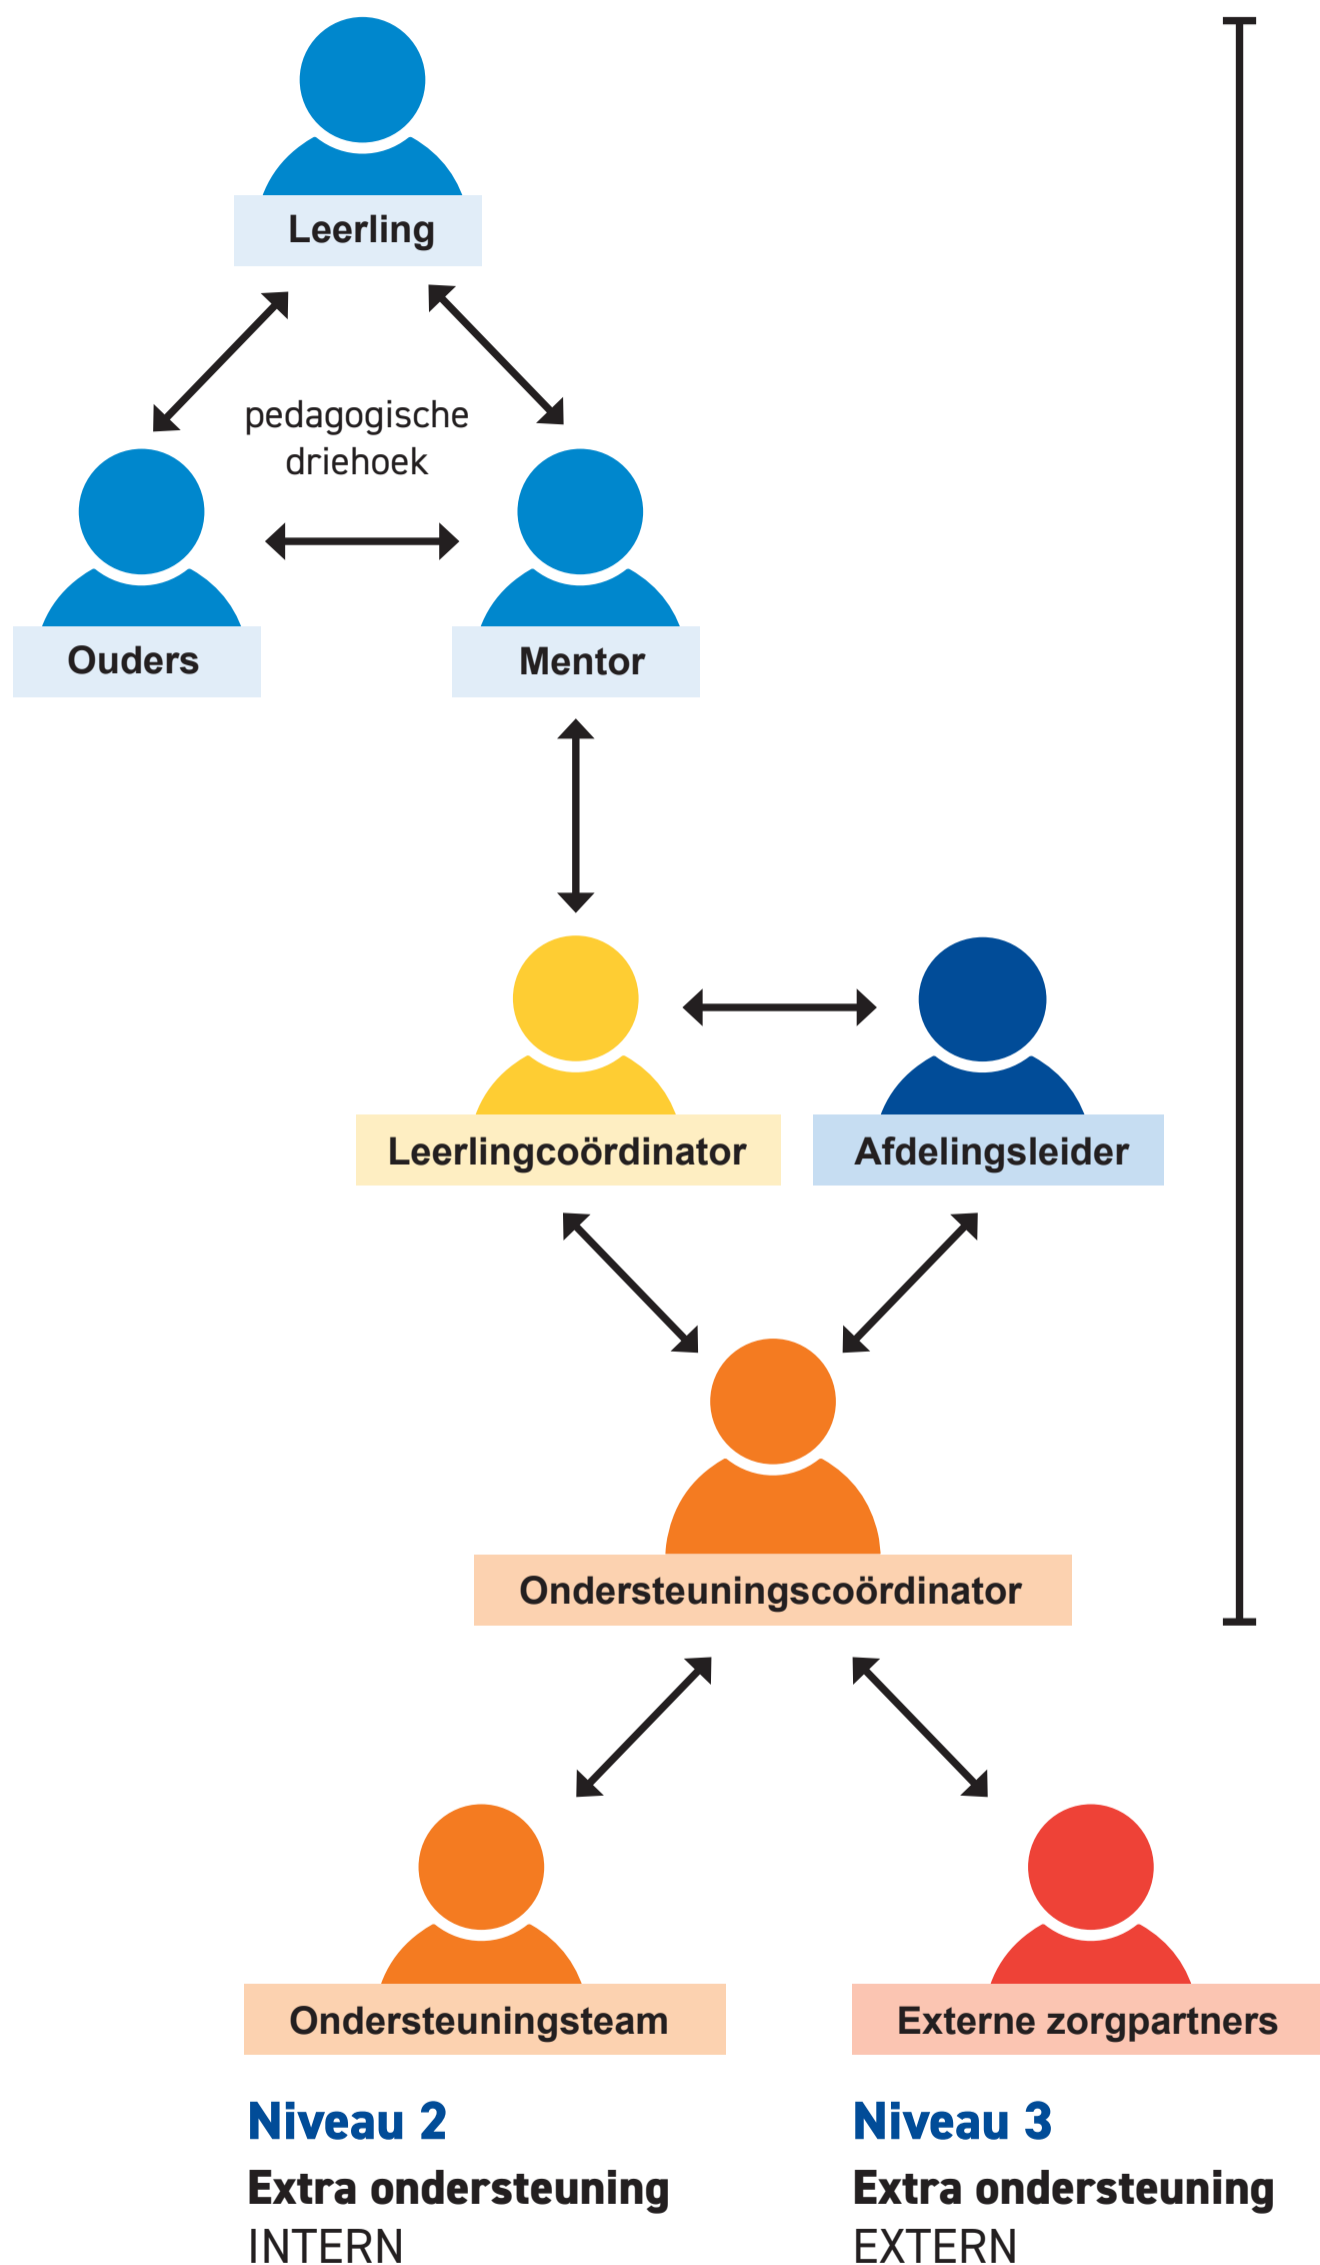 Leerling
pedagogische
driehoek
Ouders
Mentor
Leerlingcoördinator
Afdelingsleider
Ondersteuningscoördinator
Ondersteuningsteam
Externe zorgpartners
Niveau 2
Extra ondersteuning
INTERN
Niveau 3
Extra ondersteuning
EXTERN